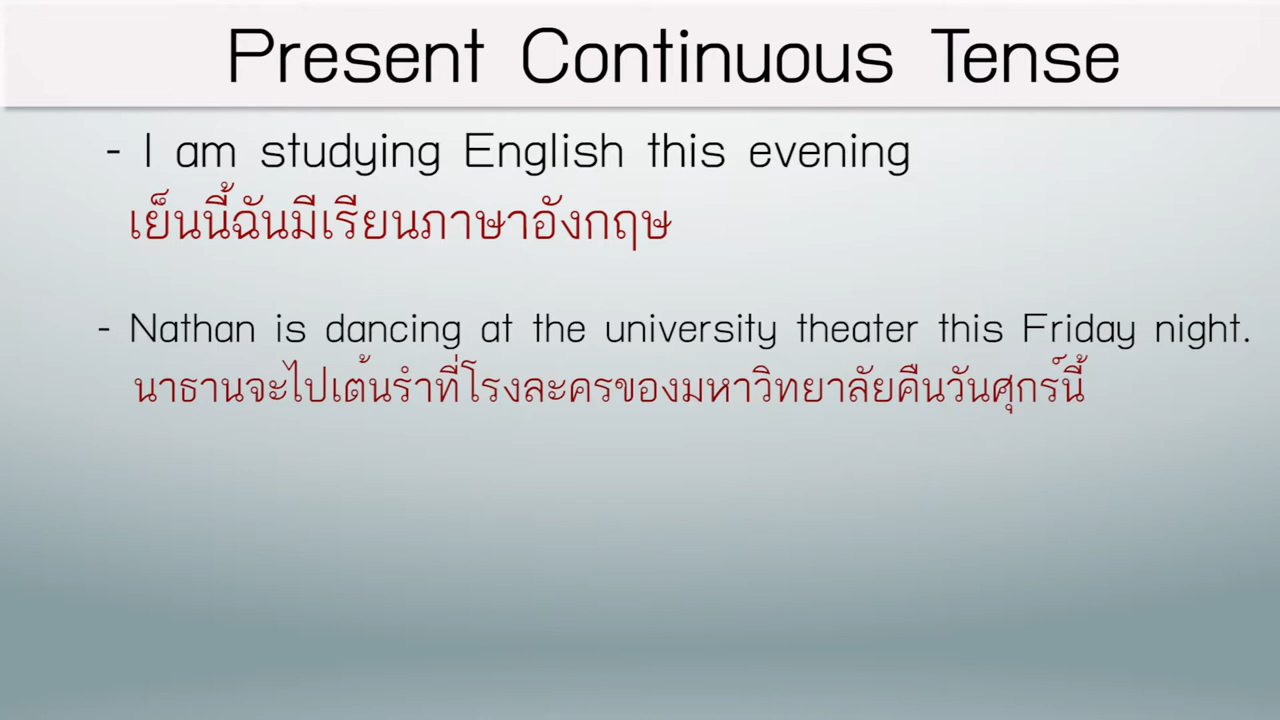 Present Continuous Tense
- I am studying English this evening
เย็นนี้ฉันมีเรียนภาษาอังกฤษ
- Nathan is dancing at the university theater this Friday night.
นาธานจะไปเต้นรำที่โรงละครของมหาวิทยาลัยคืนวันศุกร์นี้